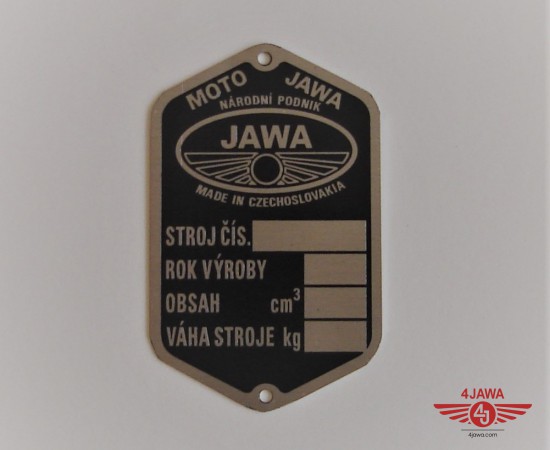 MOTO JAWA
NÁRODNÍ PODNIK
JAWA
MADE IN CZECHOSLOVAKIA
STROJ ČÍS.
ROK VÝROBY
OBSAH cm³
VÁHA STROJE kg
4JAWA
4J
4jawa.com